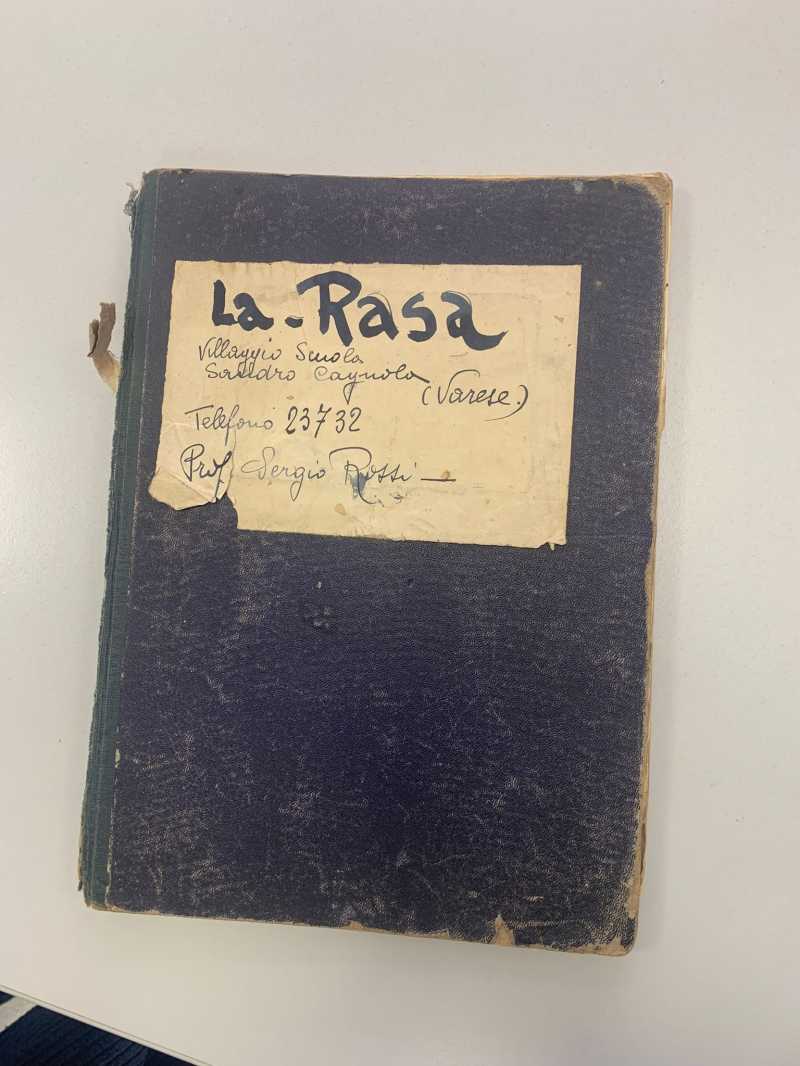 La-Rasa
Villaggio Scuola
Sandro Cagnola
(Varese.)
Telefono 23732
Prof. Sergio Rossi —